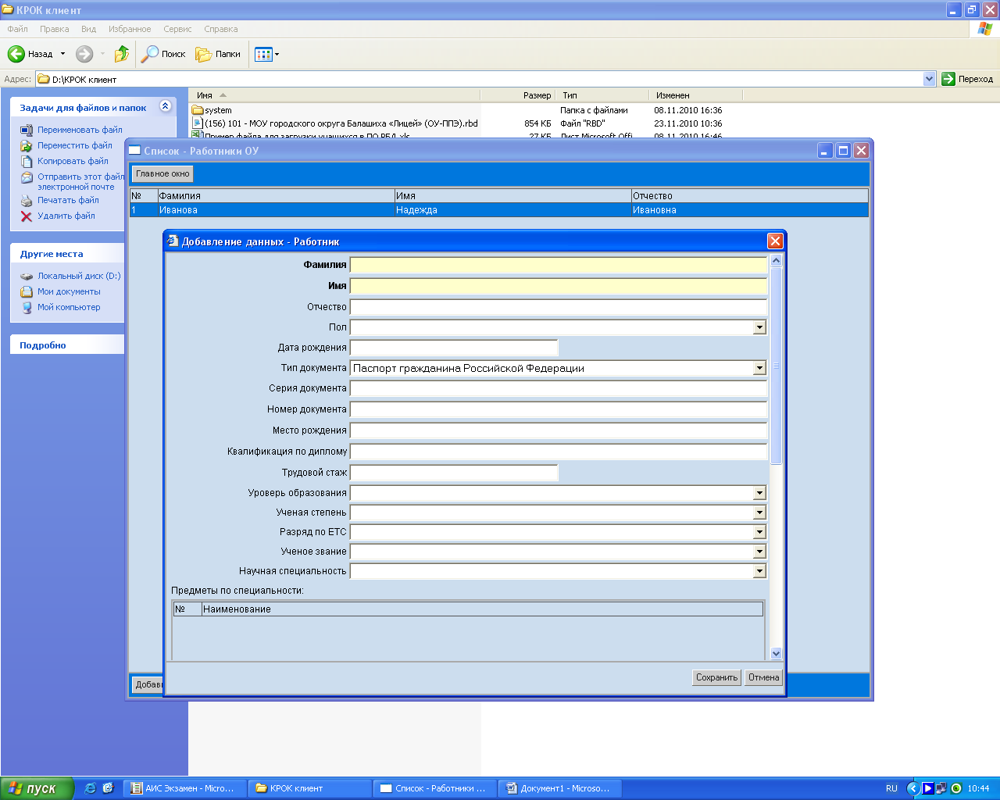 КРОК клиент
Файл Правка Вид Избранное Сервис Справка
Назад Поиск Папки
Адрес: D:\КРОК клиент Переход
Задачи для файлов и папок
Переименовать файл
Переместить файл
Копировать файл
Отправить этот файл
электронной почте
Печатать файл
Удалить файл
Другие места
Локальный диск (D:)
Мои документы
Мой компьютер
Подробно
Имя Размер Тип Изменен
system Папка с файлами 08.11.2010 16:36
(156) 101 - МОУ городского округа Балашиха «Лицей» (ОУ-ППЭ).rbd 854 КБ Файл "RBD" 23.11.2010 10:36
Пример файла для загрузки учащихся в ПО РБД.xls 27 КБ Лист Microsoft Offi... 08.11.2010 16:46
Список - Работники ОУ
Главное окно
№ Фамилия Имя Отчество
1 Иванова Надежда Ивановна
Добавление данных - Работник
Фамилия
Имя
Отчество
Пол
Дата рождения
Тип документа Паспорт гражданина Российской Федерации
Серия документа
Номер документа
Место рождения
Квалификация по диплому
Трудовой стаж
Уроверь образования
Ученая степень
Разряд по ЕТС
Ученое звание
Научная специальность
Предметы по специальности:
№ Наименование
Сохранить Отмена
Добав
пуск АИС Экзамен - Micro... КРОК клиент Список - Работники ... Документ1 - Microso... RU 10:44